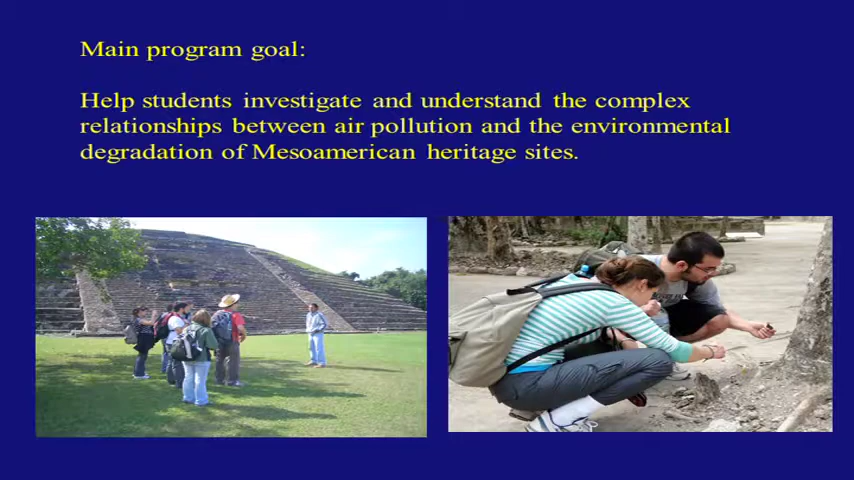 Main program goal:
Help students investigate and understand the complex
relationships between air pollution and the environmental
degradation of Mesoamerican heritage sites.